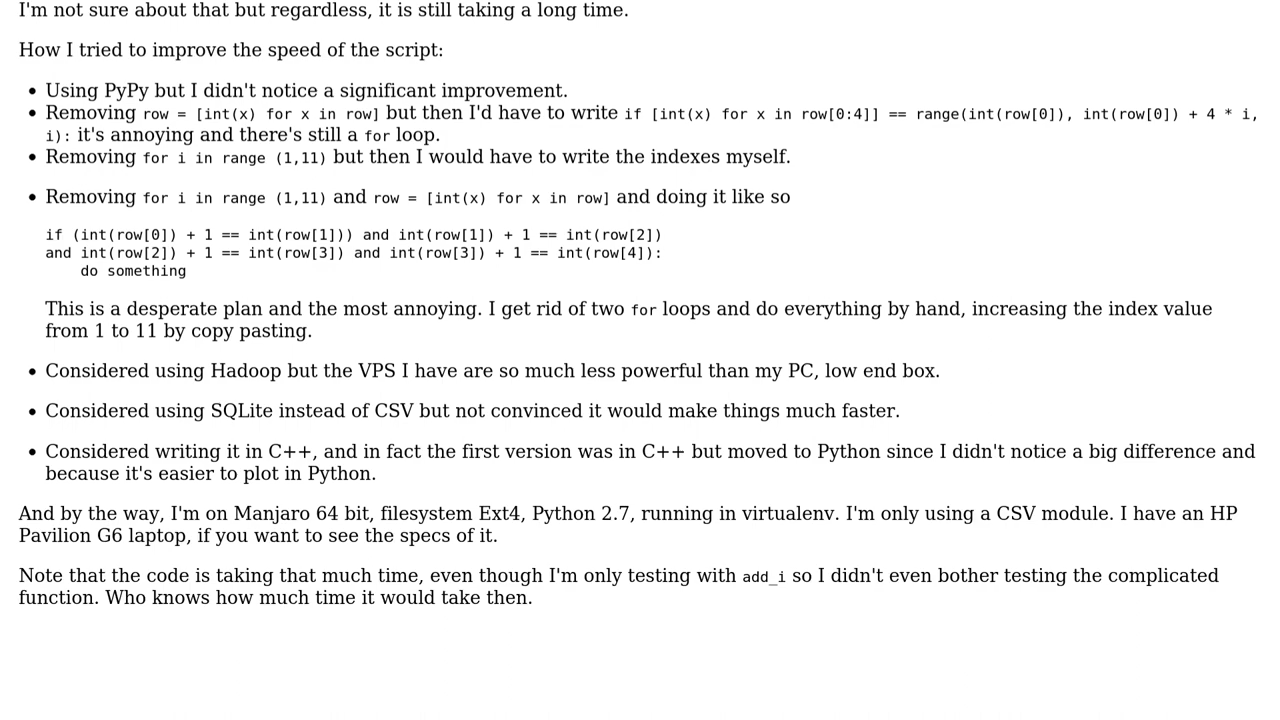 I'm not sure about that but regardless, it is still taking a long time.
How I tried to improve the speed of the script:
• Using PyPy but I didn't notice a significant improvement.
• Removing row = [int(x) for x in row] but then I'd have to write if [int(x) for x in row[0:4]] == range(int(row[0]), int(row[0]) + 4 * i,
i): it's annoying and there's still a for loop.
• Removing for i in range (1,11) but then I would have to write the indexes myself.
• Removing for i in range (1,11) and row = [int(x) for x in row] and doing it like so
if (int(row[0]) + 1 == int(row[1])) and int(row[1]) + 1 == int(row[2])
and int(row[2]) + 1 == int(row[3]) and int(row[3]) + 1 == int(row[4]):
    do something
This is a desperate plan and the most annoying. I get rid of two for loops and do everything by hand, increasing the index value
from 1 to 11 by copy pasting.
• Considered using Hadoop but the VPS I have are so much less powerful than my PC, low end box.
• Considered using SQLite instead of CSV but not convinced it would make things much faster.
• Considered writing it in C++, and in fact the first version was in C++ but moved to Python since I didn't notice a big difference and
because it's easier to plot in Python.
And by the way, I'm on Manjaro 64 bit, filesystem Ext4, Python 2.7, running in virtualenv. I'm only using a CSV module. I have an HP
Pavilion G6 laptop, if you want to see the specs of it.
Note that the code is taking that much time, even though I'm only testing with add_i so I didn't even bother testing the complicated
function. Who knows how much time it would take then.